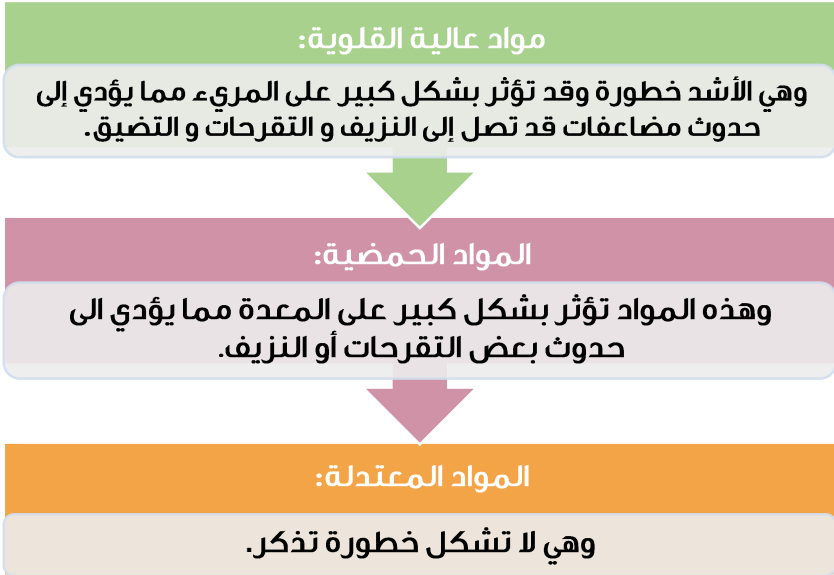 مواد عالية القلوية:
وهي الأشد خطورة وقد تؤثر بشكل كبير على المريء مما يؤدي إلى
حدوث مضاعفات قد تصل إلى النزيف و التقرحات و التضيق.
المواد الحمضية:
وهذه المواد تؤثر بشكل كبير على المعدة مما يؤدي الى
حدوث بعض التقرحات أو النزيف.
المواد المعتدلة:
وهي لا تشكل خطورة تذكر.